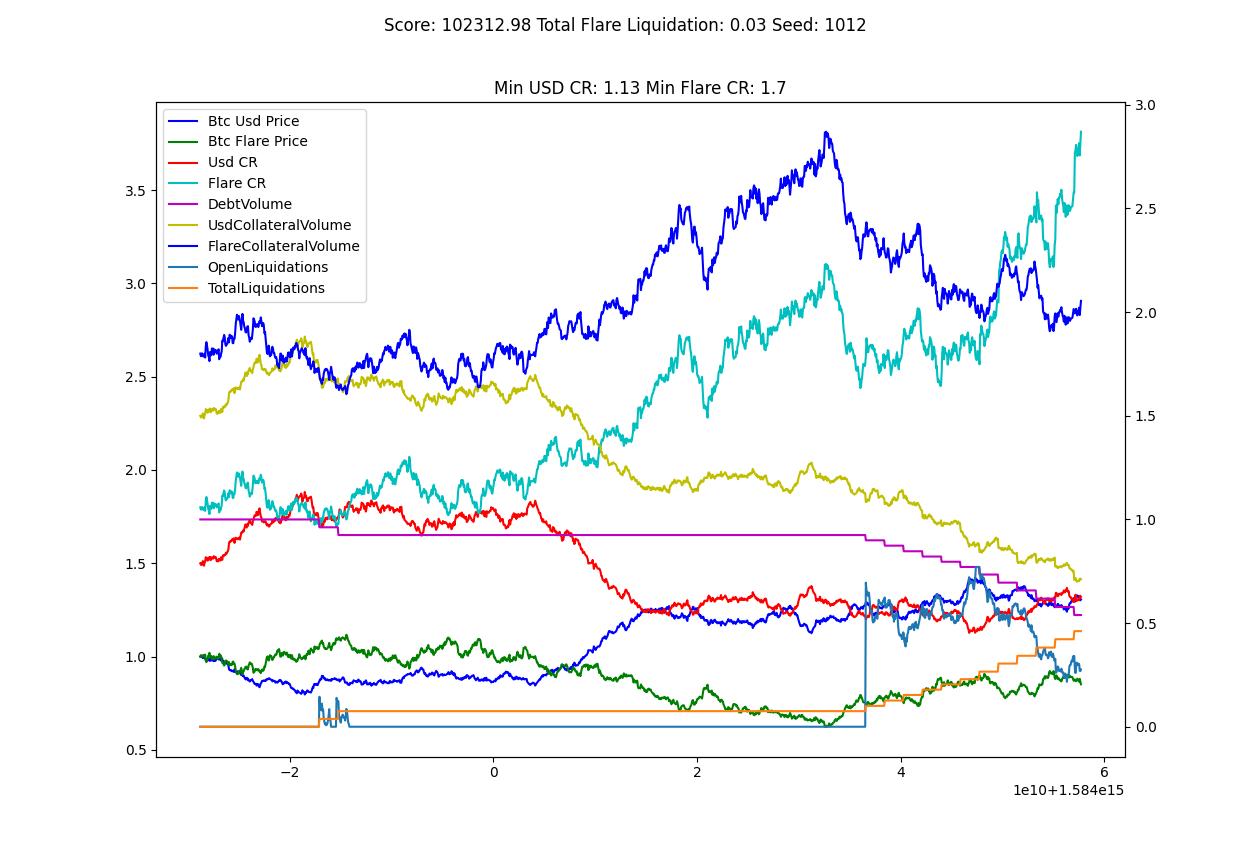 Score: 102312.98 Total Flare Liquidation: 0.03 Seed: 1012
Min USD CR: 1.13 Min Flare CR: 1.7
Btc Usd Price
Btc Flare Price
Usd CR
Flare CR
DebtVolume
UsdCollateralVolume
FlareCollateralVolume
OpenLiquidations
TotalLiquidations
3.5
3.0
2.5
2.0
1.5
1.0
0.5
3.0
2.5
2.0
1.5
1.0
0.5
0.0
−2 0 2 4 6
1e10+1.584e15